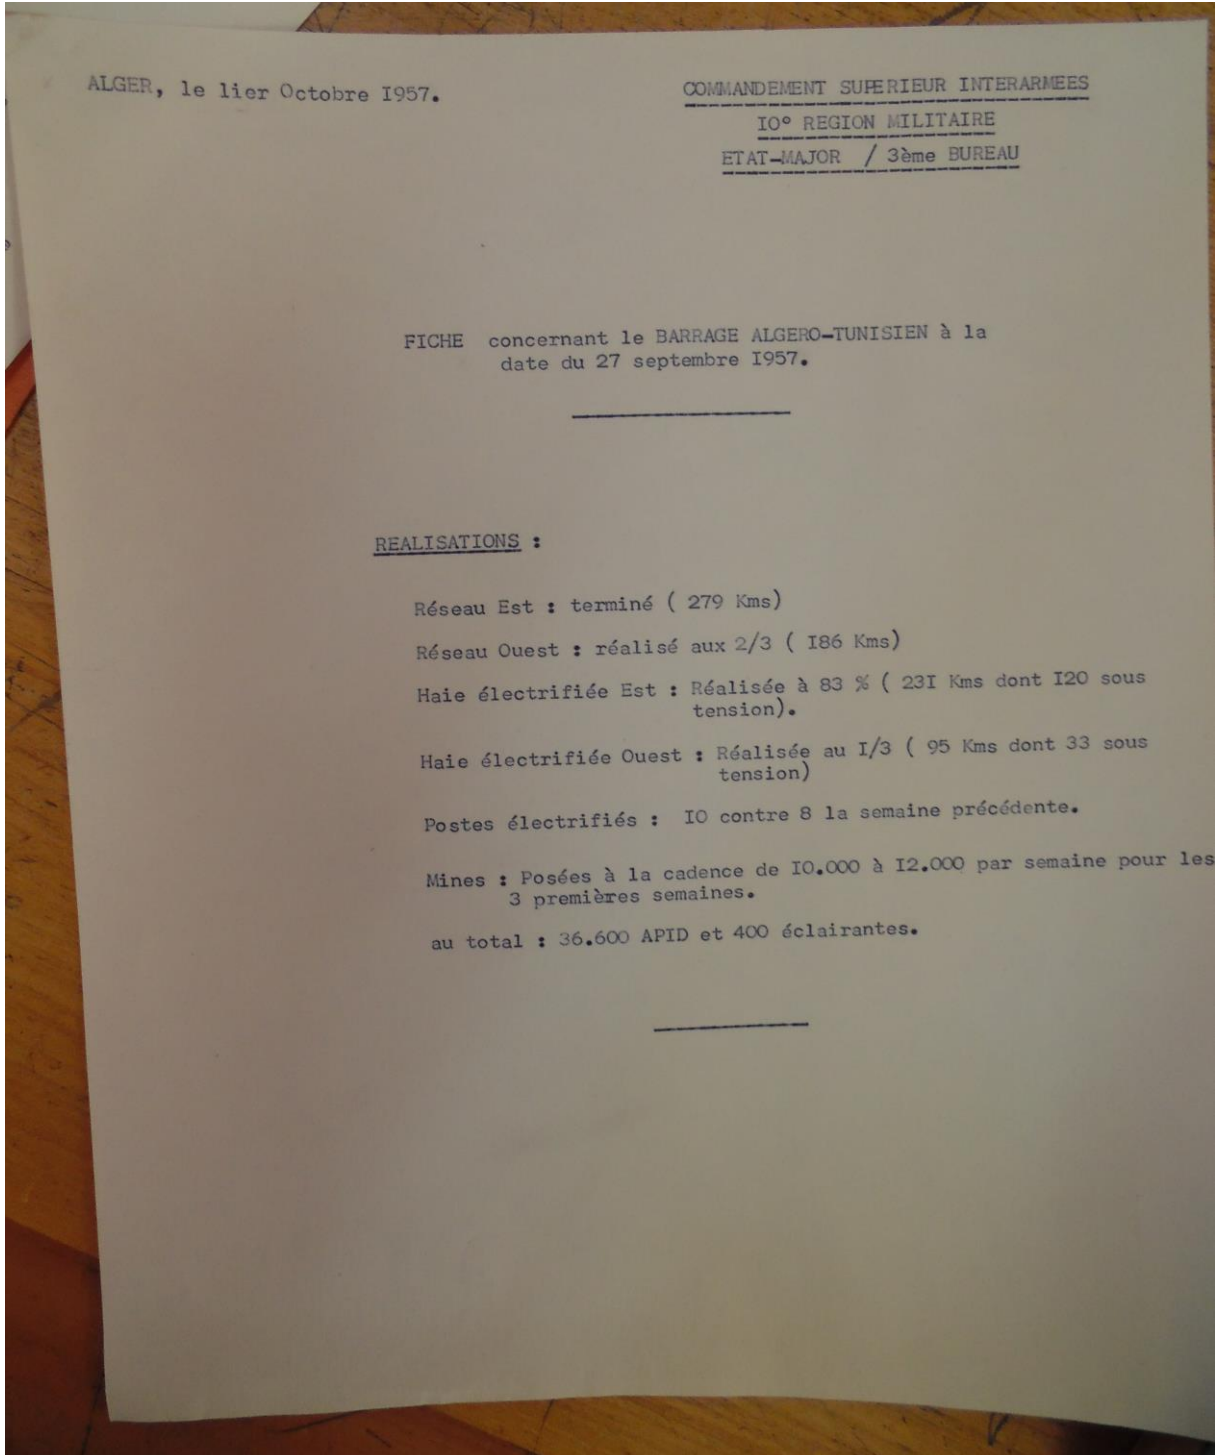 ALGER, le lier Octobre I957.
COMMANDEMENT SUPERIEUR INTERARMEES
IO° REGION MILITAIRE
ETAT-MAJOR / 3ème BUREAU
FICHE concernant le BARRAGE ALGERO-TUNISIEN à la
date du 27 septembre I957.
REALISATIONS :
Réseau Est : terminé ( 279 Kms)
Réseau Ouest : réalisé aux 2/3 ( I86 Kms)
Haie électrifiée Est : Réalisée à 83 % ( 23I Kms dont I20 sous
tension).
Haie électrifiée Ouest : Réalisée au I/3 ( 95 Kms dont 33 sous
tension)
Postes électrifiés : IO contre 8 la semaine précédente.
Mines : Posées à la cadence de IO.000 à I2.000 par semaine pour les
3 premières semaines.
au total : 36.600 APID et 400 éclairantes.